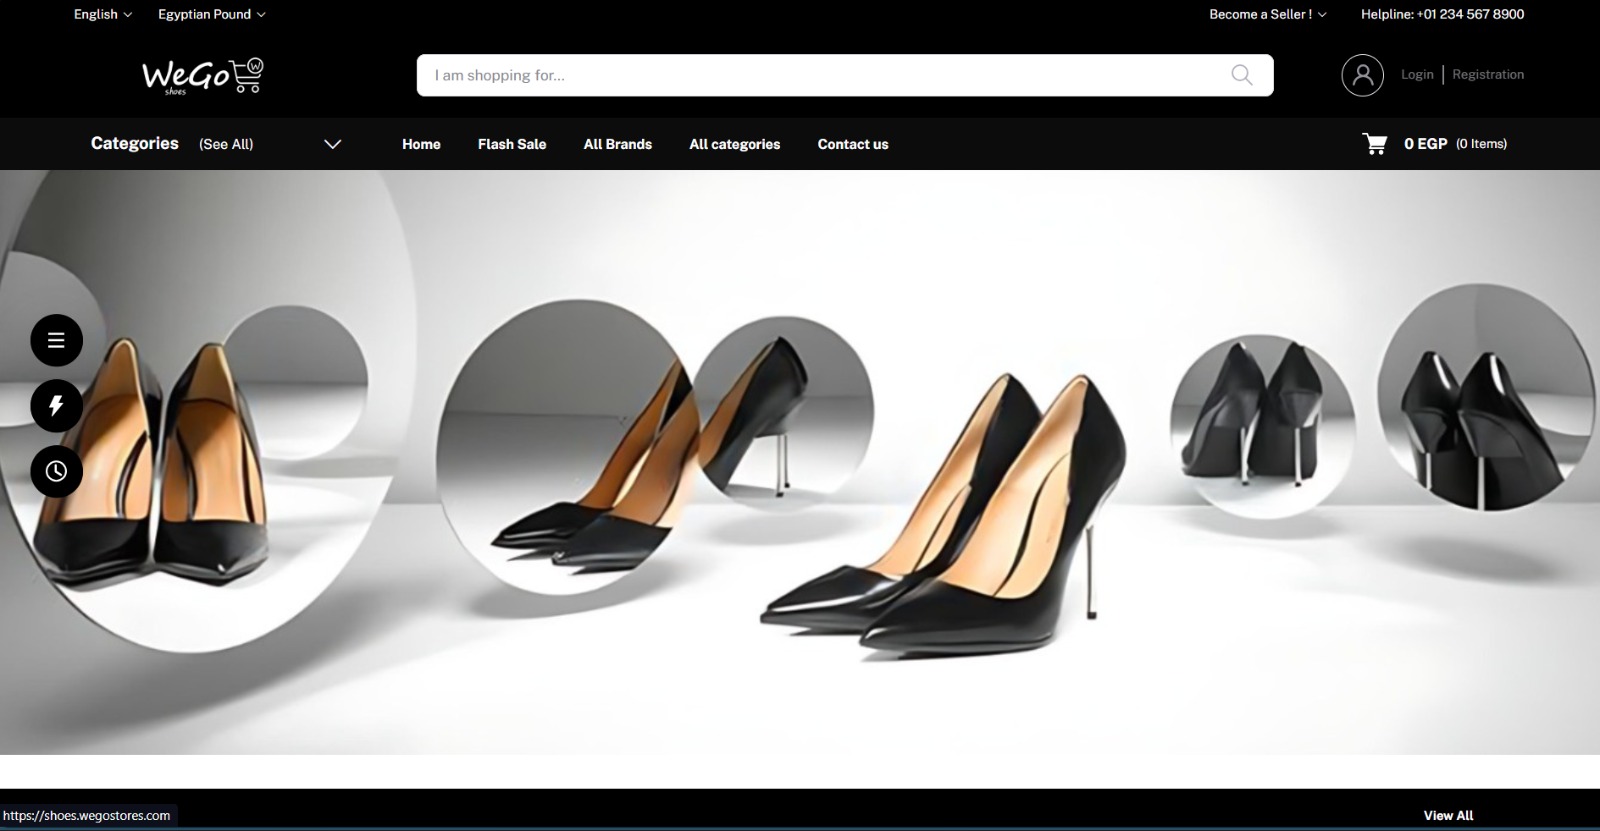 English
Egyptian Pound
Become a Seller !
Helpline: +01 234 567 8900
WeGo
shoes
W
I am shopping for...
Login
Registration
Categories (See All)
Home
Flash Sale
All Brands
All categories
Contact us
0 EGP (0 Items)
https://shoes.wegostores.com
View All